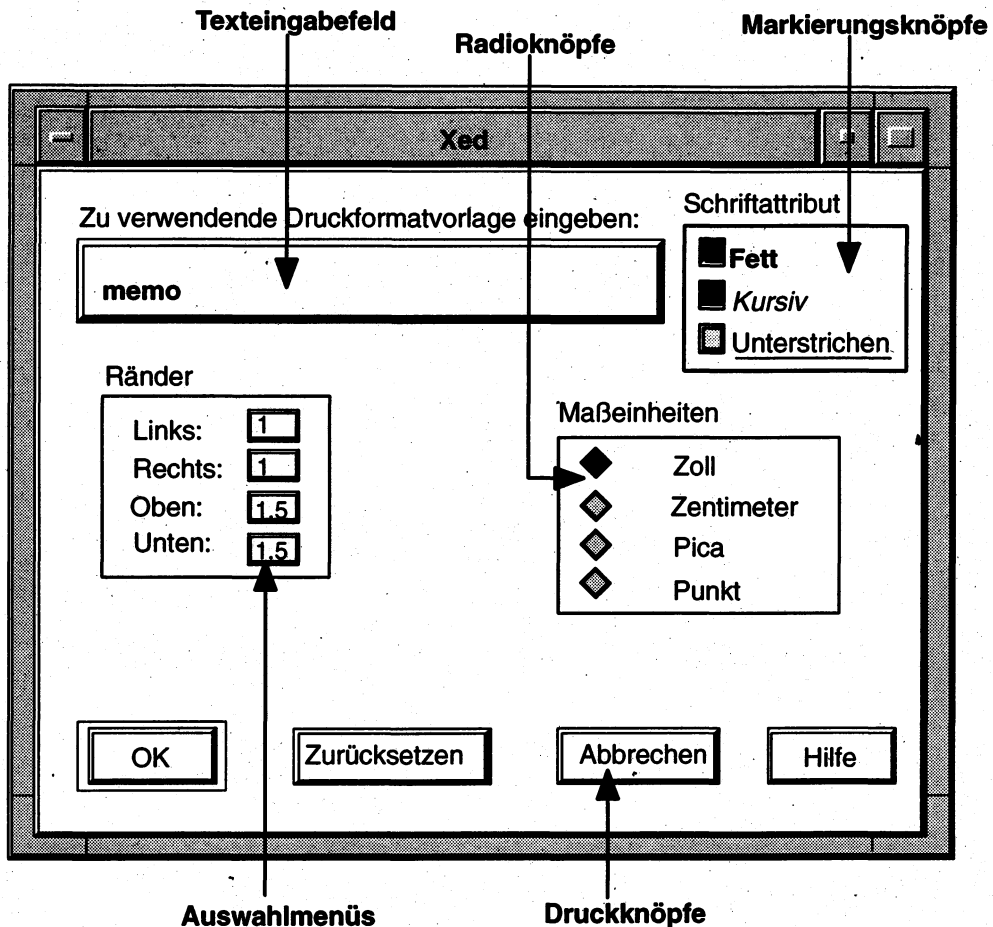 Texteingabefeld
Radioknöpfe
Markierungsknöpfe
Xed
Zu verwendende Druckformatvorlage eingeben:
memo
Schriftattribut
Fett
Kursiv
Unterstrichen
Ränder
Links: 1
Rechts: 1
Oben: 1.5
Unten: 1.5
Maßeinheiten
Zoll
Zentimeter
Pica
Punkt
OK
Zurücksetzen
Abbrechen
Hilfe
Auswahlmenüs
Druckknöpfe